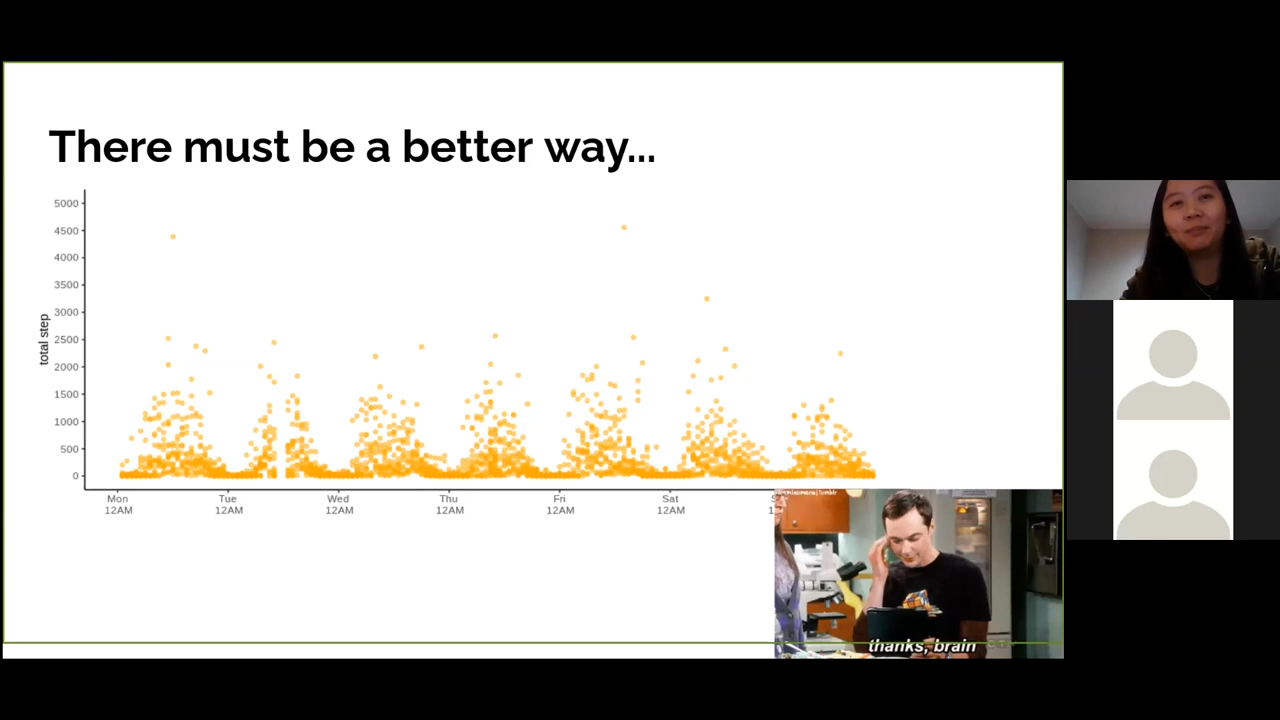 There must be a better way...
5000
4500
4000
3500
3000
2500
2000
1500
1000
500
0
total step
Mon
12AM
Tue
12AM
Wed
12AM
Thu
12AM
Fri
12AM
Sat
12AM
thanks, brain